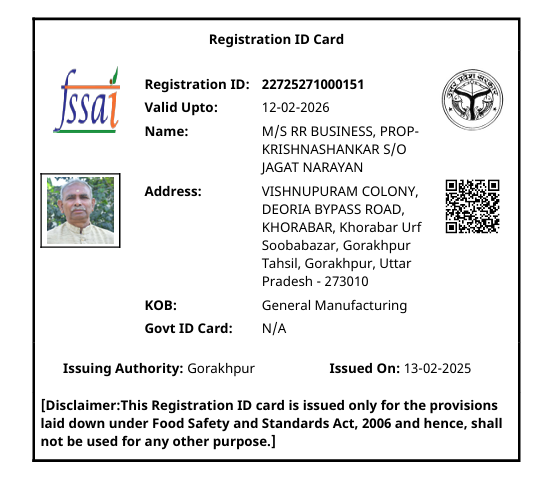 Registration ID Card
fssai
Registration ID: 22725271000151
Valid Upto: 12-02-2026
Name: M/S RR BUSINESS, PROP-
KRISHNASHANKAR S/O
JAGAT NARAYAN
Address: VISHNUPURAM COLONY,
DEORIA BYPASS ROAD,
KHORABAR, Khorabar Urf
Soobabazar, Gorakhpur
Tahsil, Gorakhpur, Uttar
Pradesh - 273010
KOB: General Manufacturing
Govt ID Card: N/A
Issuing Authority: Gorakhpur Issued On: 13-02-2025
[Disclaimer:This Registration ID card is issued only for the provisions
laid down under Food Safety and Standards Act, 2006 and hence, shall
not be used for any other purpose.]